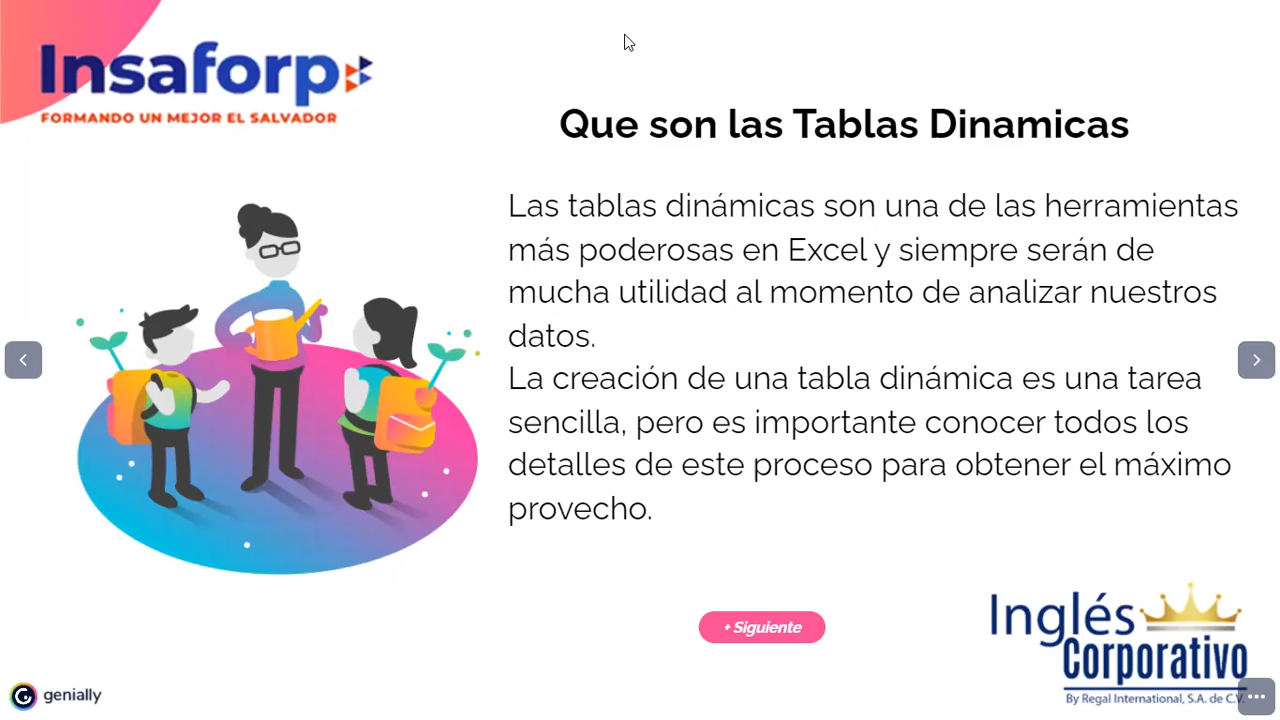 Insaforp
FORMANDO UN MEJOR EL SALVADOR
Que son las Tablas Dinamicas
Las tablas dinámicas son una de las herramientas
más poderosas en Excel y siempre serán de
mucha utilidad al momento de analizar nuestros
datos.
La creación de una tabla dinámica es una tarea
sencilla, pero es importante conocer todos los
detalles de este proceso para obtener el máximo
provecho.
+ Siguiente
Inglés
Corporativo
By Regal International, S.A. de C.V.
genially